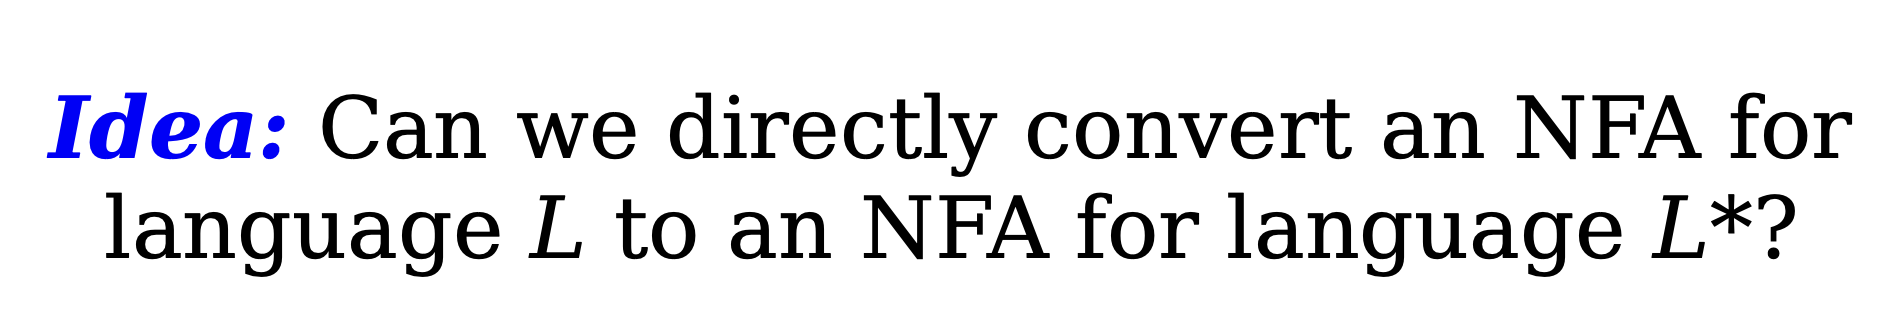 Idea: Can we directly convert an NFA for
language L to an NFA for language L*?